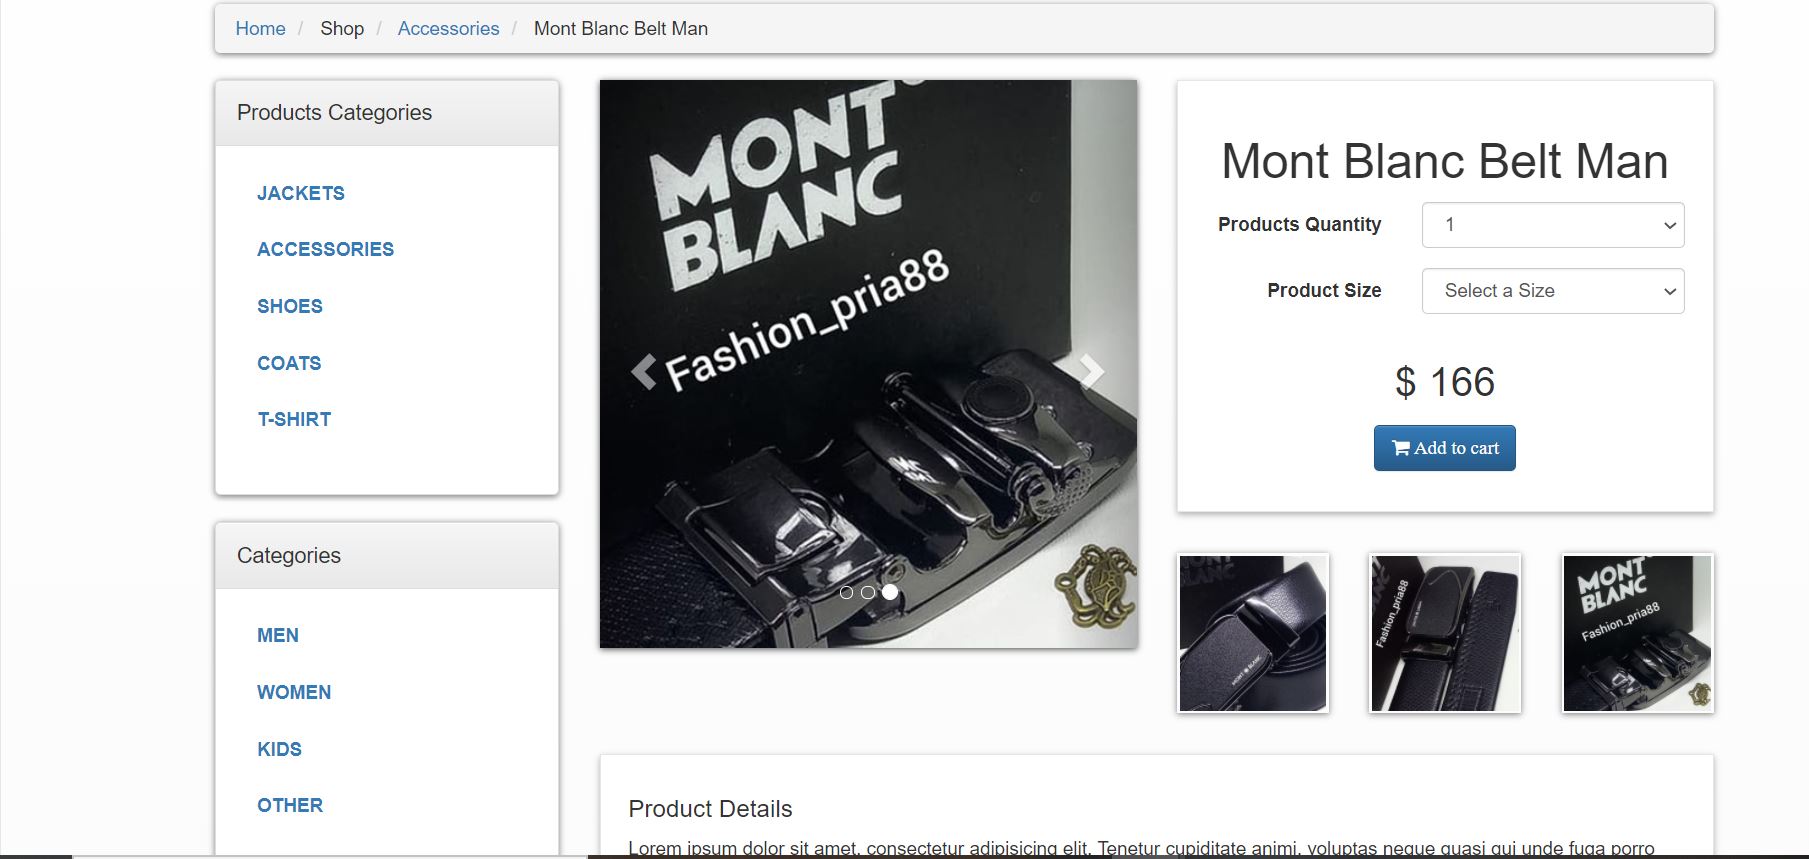 Home / Shop / Accessories / Mont Blanc Belt Man
Products Categories
JACKETS
ACCESSORIES
SHOES
COATS
T-SHIRT
Categories
MEN
WOMEN
KIDS
OTHER
MONT
BLANC
Fashion_pria88
Mont Blanc Belt Man
Products Quantity 1
Product Size Select a Size
$ 166
Add to cart
MONT BLANC
Fashion_pria88
MONT
BLANC
Fashion_pria88
Product Details
Lorem ipsum dolor sit amet, consectetur adipisicing elit. Tenetur cupiditate animi, voluptas neque quasi qui unde fuga porro